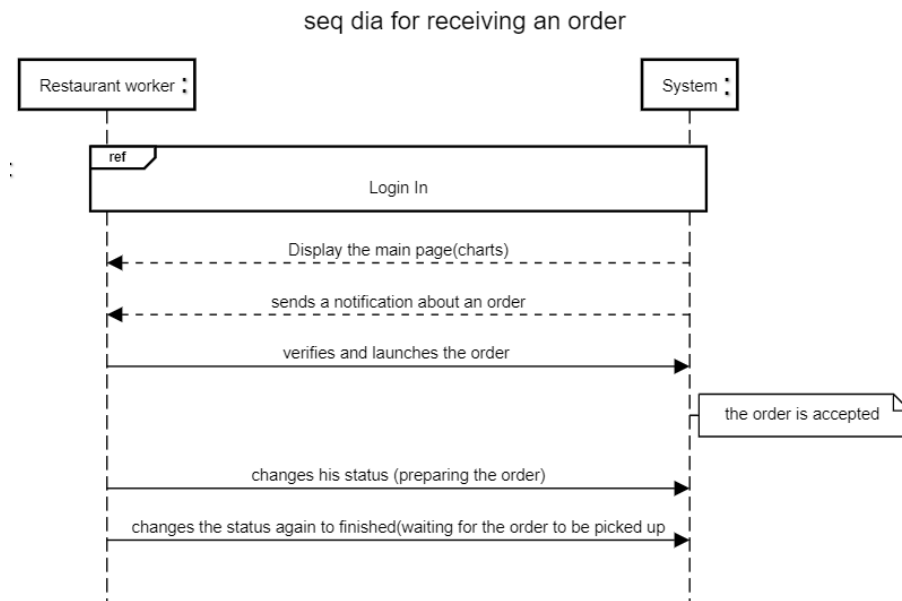 seq dia for receiving an order
Restaurant worker :
System :
ref
:
Login In
Display the main page(charts)
sends a notification about an order
verifies and launches the order
the order is accepted
changes his status (preparing the order)
changes the status again to finished(waiting for the order to be picked up